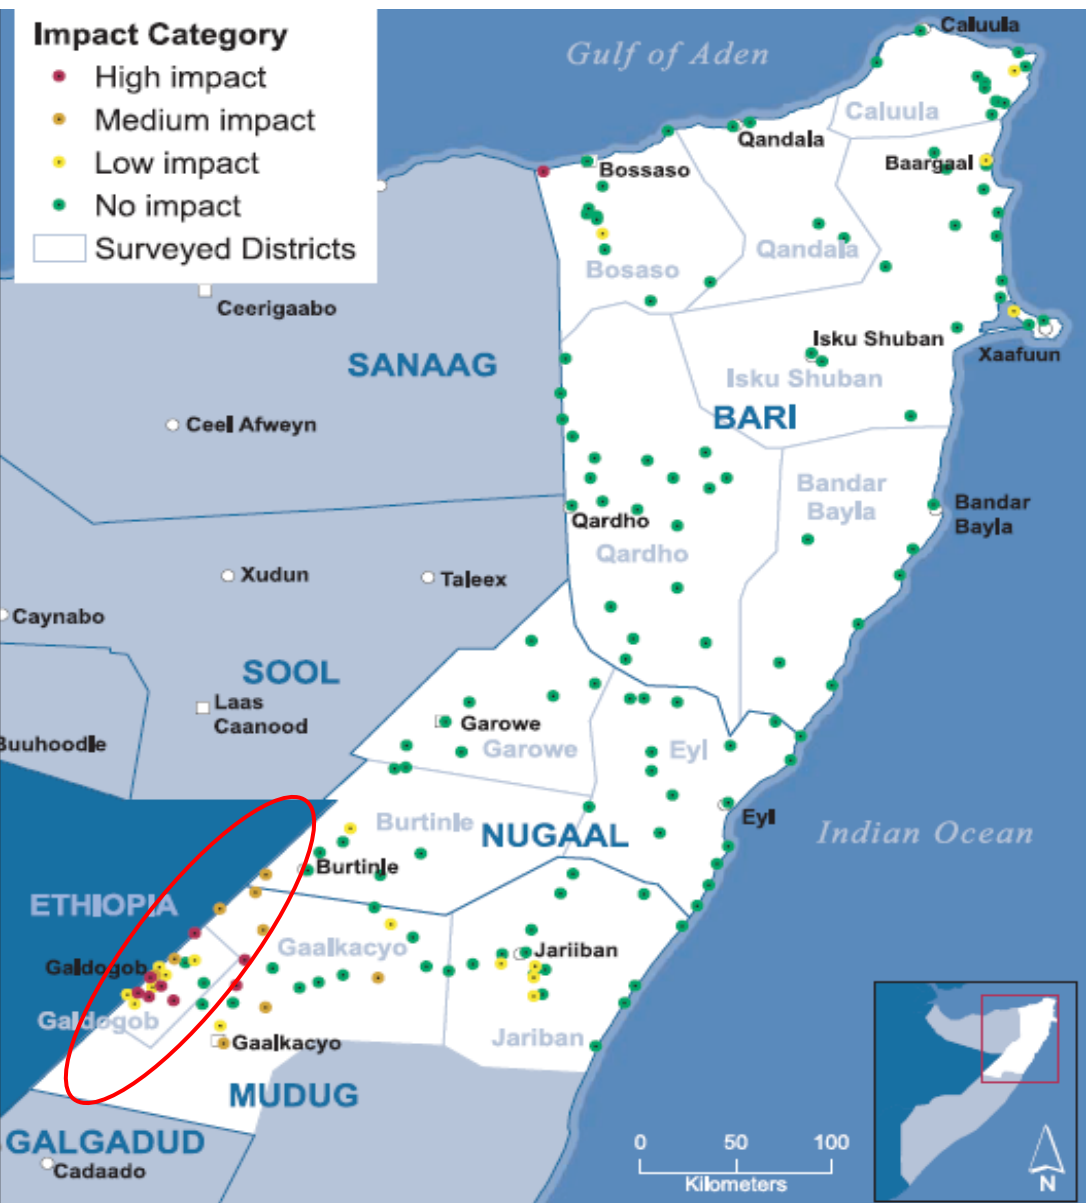 Impact Category
High impact
Medium impact
Low impact
No impact
Surveyed Districts
Gulf of Aden
Caluula
Caluula
Qandala
Baargaal
Bossaso
Qandala
Bosaso
Ceerigaabo
Isku Shuban
Xaafuun
SANAAG
Isku Shuban
BARI
Ceel Afweyn
Bandar
Bayla
Bandar
Bayla
Qardho
Qardho
Xudun
Taleex
Caynabo
SOOL
Laas
Caanood
Garowe
Garowe
Eyl
Buuhoodle
Burtinle
NUGAAL
Eyl
Indian Ocean
Burtinle
ETHIOPIA
Gaalkacyo
Jariiban
Galdogob
Galdogob
Gaalkacyo
Jariban
MUDUG
GALGADUD
Cadaado
0 50 100
Kilometers
N